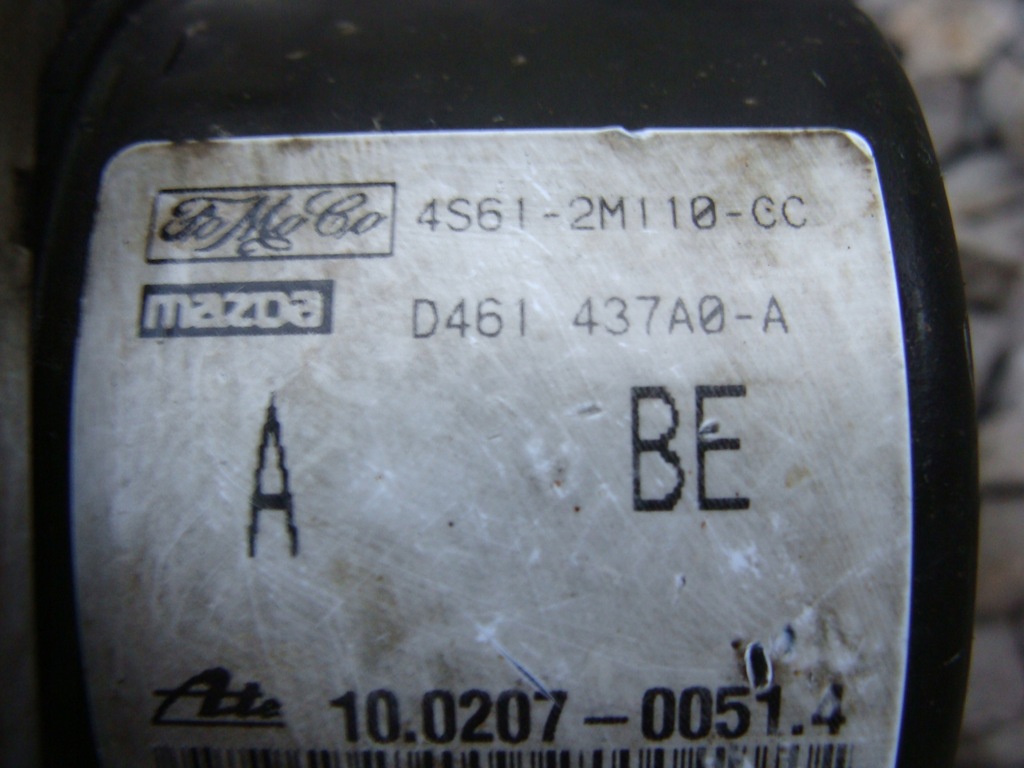 FoMoCo 4S61-2M110-CC
mazda D461 437A0-A
A BE
Ate 10.0207-0051.4